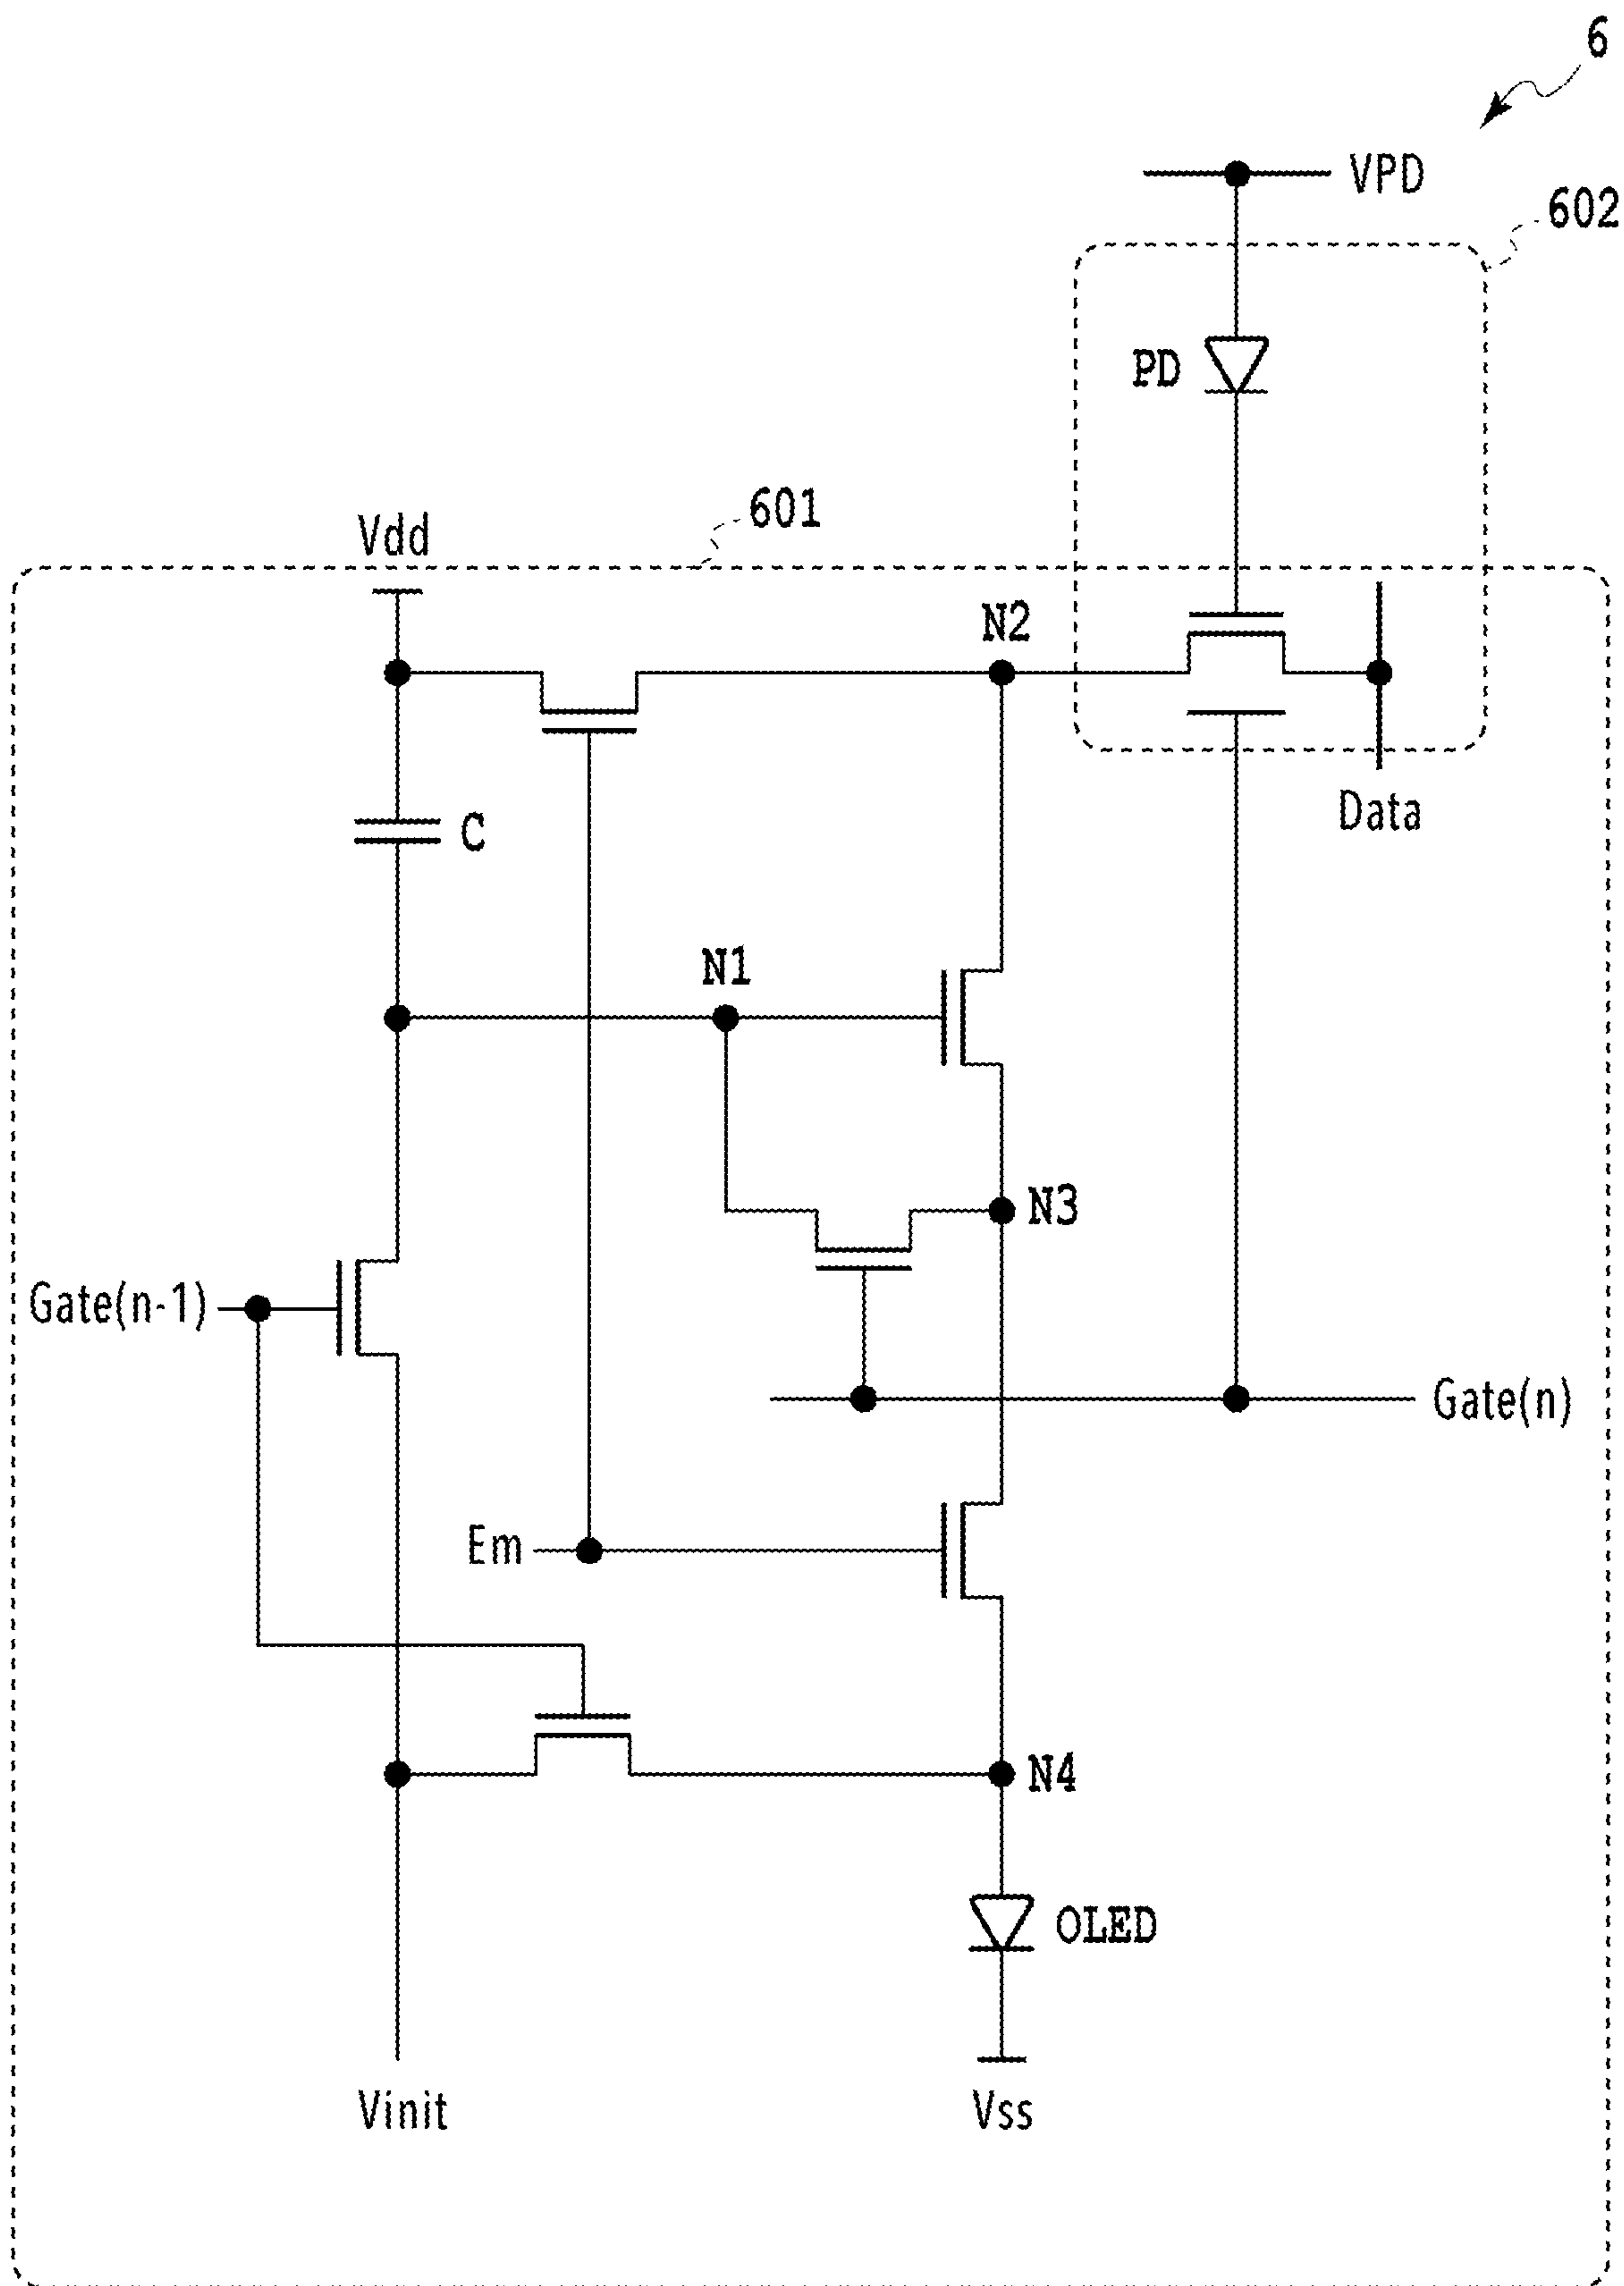 6
VPD
602
PD
601
Vdd
N2
Data
C
N1
N3
Gate(n-1)
Gate(n)
Em
N4
OLED
Vinit
Vss